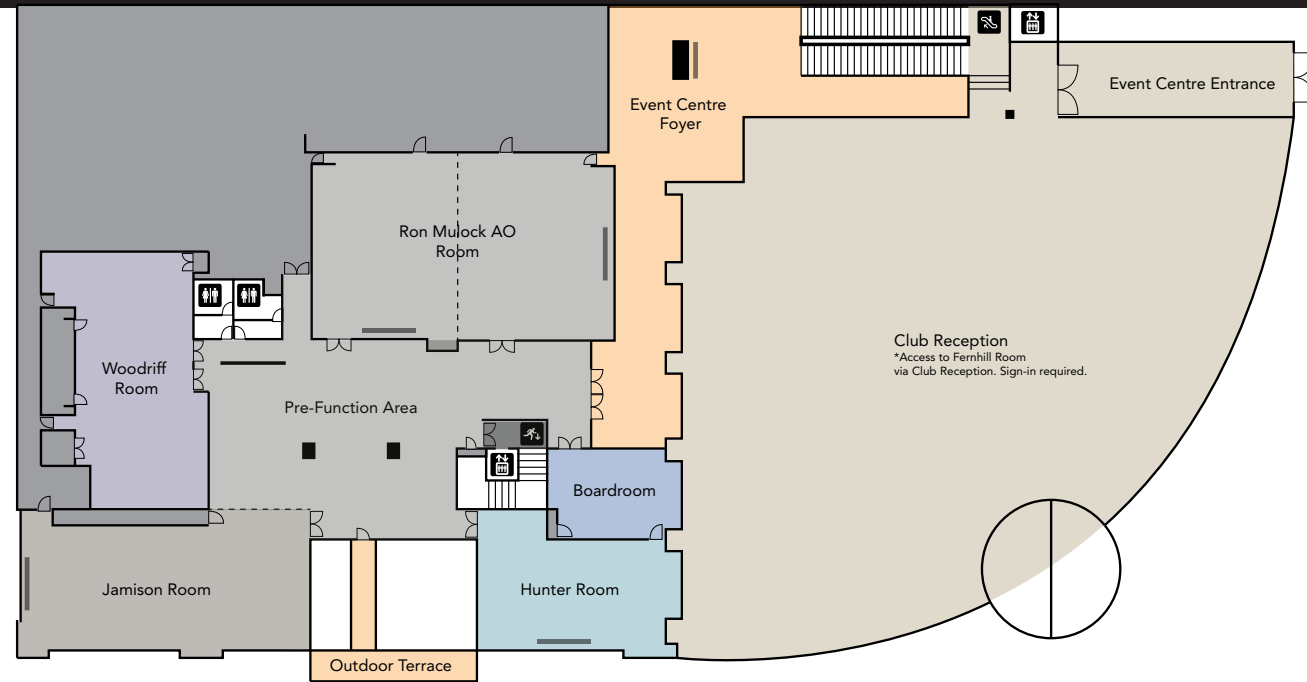 Event Centre Entrance
Event Centre
Foyer
Ron Mulock AO
Room
Club Reception
*Access to Fernhill Room
via Club Reception. Sign-in required.
Woodriff
Room
Pre-Function Area
Boardroom
Jamison Room
Hunter Room
Outdoor Terrace